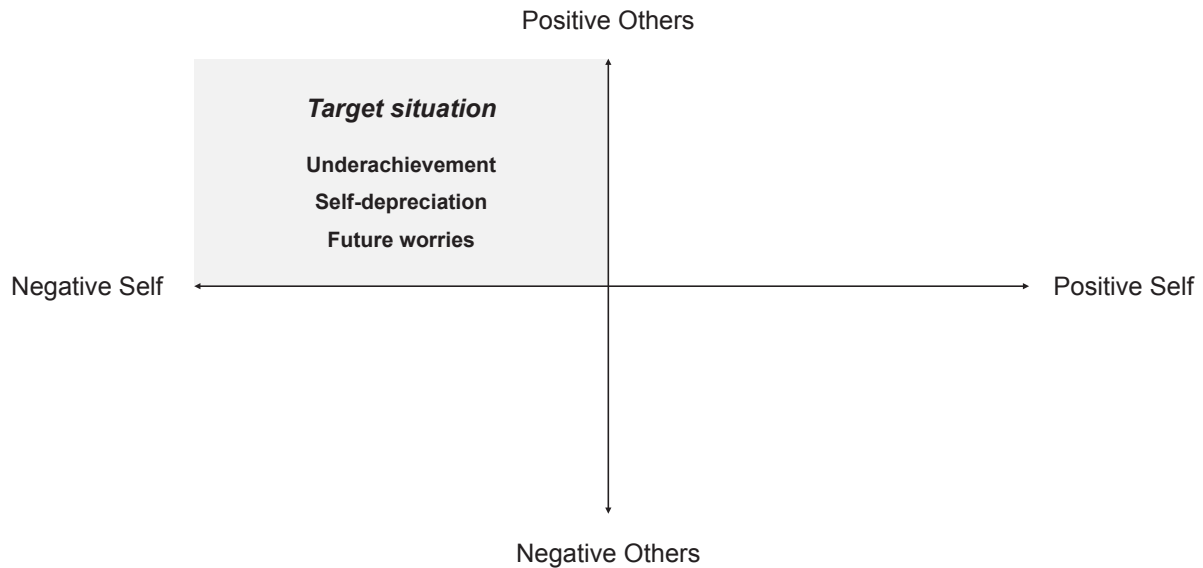 Positive Others
Target situation
Underachievement
Self-depreciation
Future worries
Negative Self
Positive Self
Negative Others